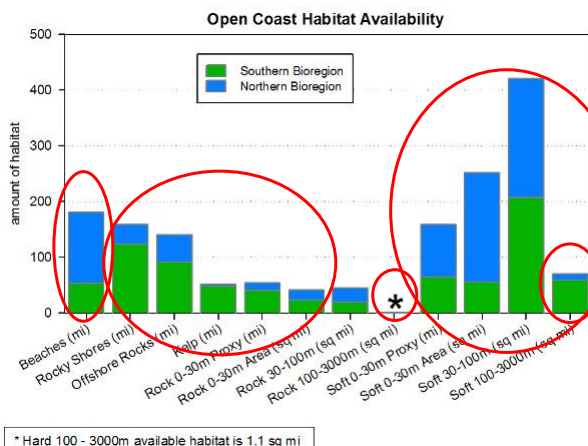 Open Coast Habitat Availability
500
400
300
200
100
0
amount of habitat
Southern Bioregion
Northern Bioregion
*
Beaches (mi)
Rocky Shores (mi)
Offshore Rocks (mi)
Kelp (mi)
Rock 0-30m Proxy (mi)
Rock 0-30m Area (sq mi)
Rock 30-100m (sq mi)
Rock 100-3000m (sq mi)
Soft 0-30m Proxy (mi)
Soft 0-30m Area (sq mi)
Soft 30-100m (sq mi)
Soft 100-3000m (sq mi)
* Hard 100 - 3000m available habitat is 1.1 sq mi